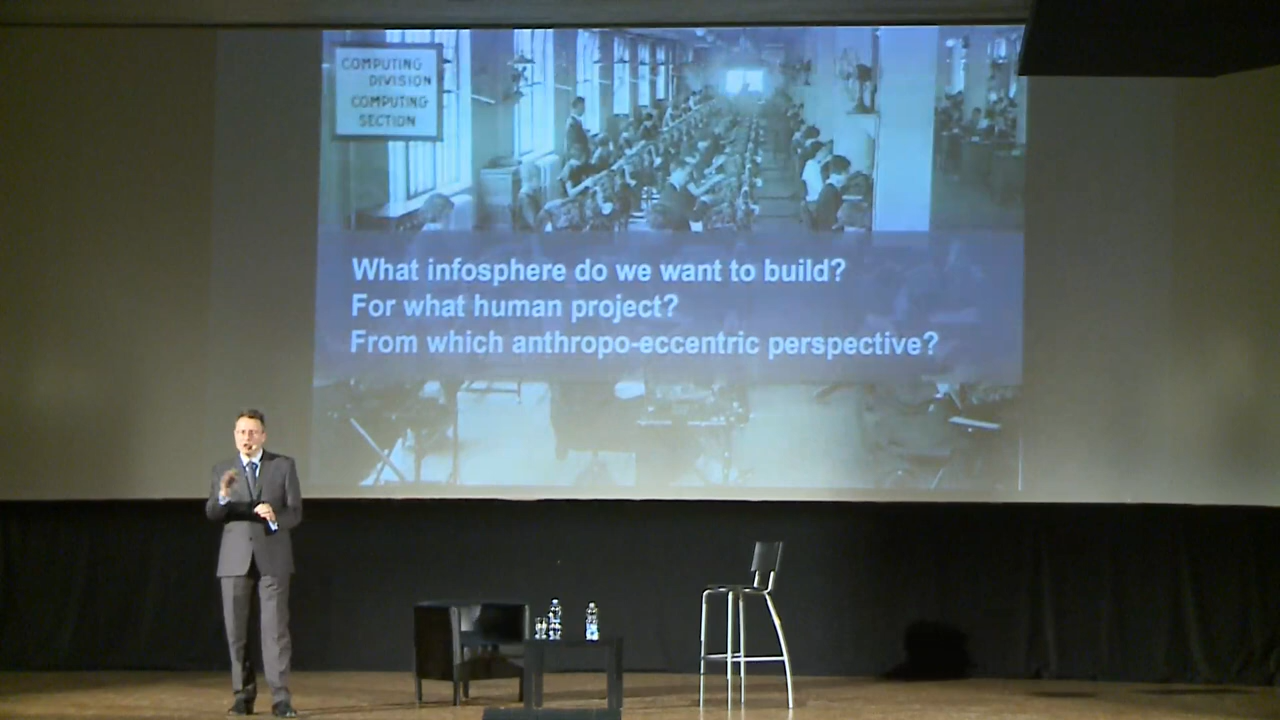 COMPUTING
DIVISION
COMPUTING
SECTION
What infosphere do we want to build?
For what human project?
From which anthropo-eccentric perspective?